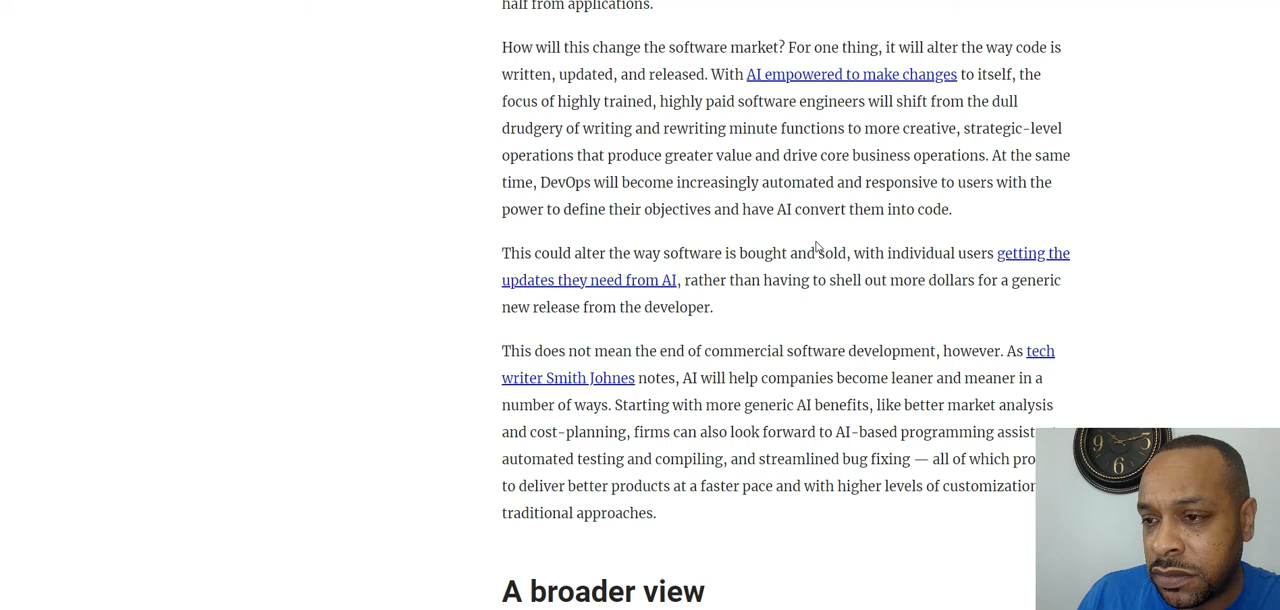 half from applications.
How will this change the software market? For one thing, it will alter the way code is
written, updated, and released. With AI empowered to make changes to itself, the
focus of highly trained, highly paid software engineers will shift from the dull
drudgery of writing and rewriting minute functions to more creative, strategic-level
operations that produce greater value and drive core business operations. At the same
time, DevOps will become increasingly automated and responsive to users with the
power to define their objectives and have AI convert them into code.
This could alter the way software is bought and sold, with individual users getting the
updates they need from AI, rather than having to shell out more dollars for a generic
new release from the developer.
This does not mean the end of commercial software development, however. As tech
writer Smith Johnes notes, AI will help companies become leaner and meaner in a
number of ways. Starting with more generic AI benefits, like better market analysis
and cost-planning, firms can also look forward to AI-based programming
automated testing and compiling, and streamlined bug fixing — all of which
to deliver better products at a faster pace and with higher levels of customization
traditional approaches.
A broader view
9
6